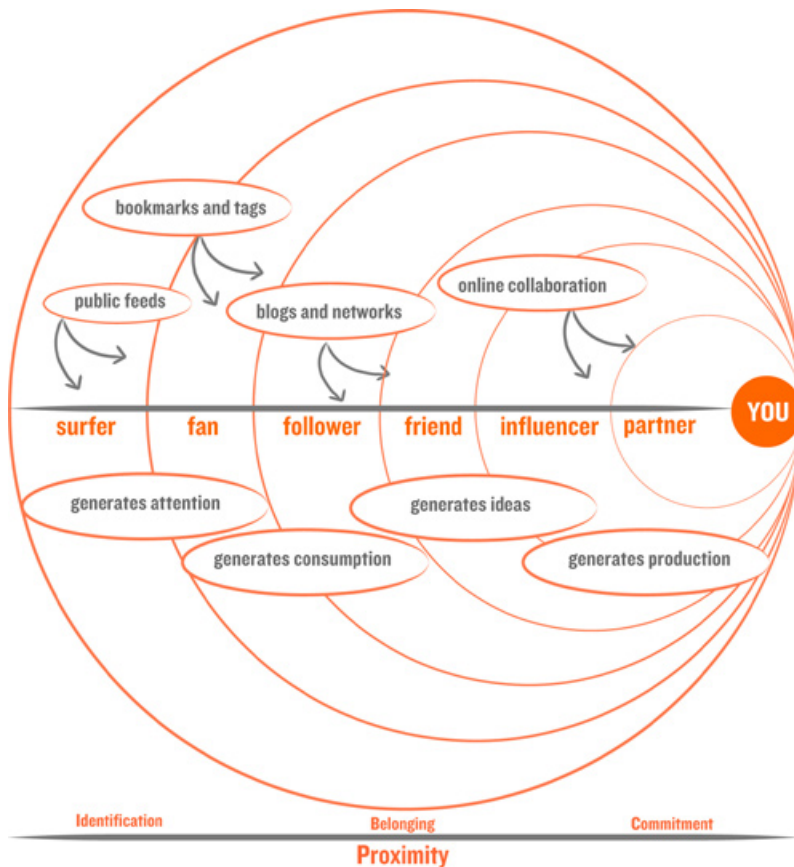 bookmarks and tags
public feeds
blogs and networks
online collaboration
surfer fan follower friend influencer partner YOU
generates attention
generates ideas
generates consumption
generates production
Identification Belonging Commitment
Proximity